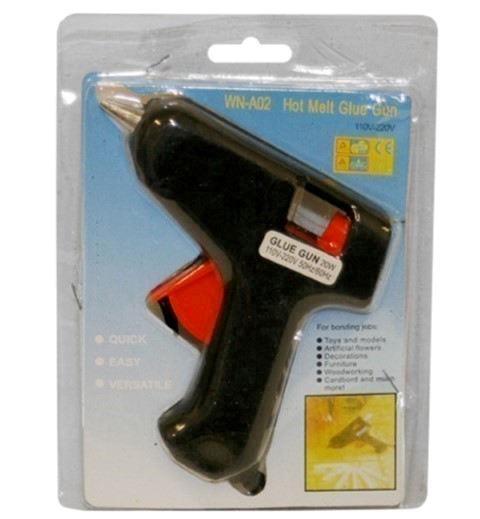 WN-A02 Hot Melt Glue Gun
110V-220V
GLUE GUN 20W
110V-220V 50Hz/60Hz
QUICK
EASY
VERSATILE
For bonding jobs:
Toys and models
Artificial flowers
Decorations
Furniture
Woodworking
Cardbord and much
more!